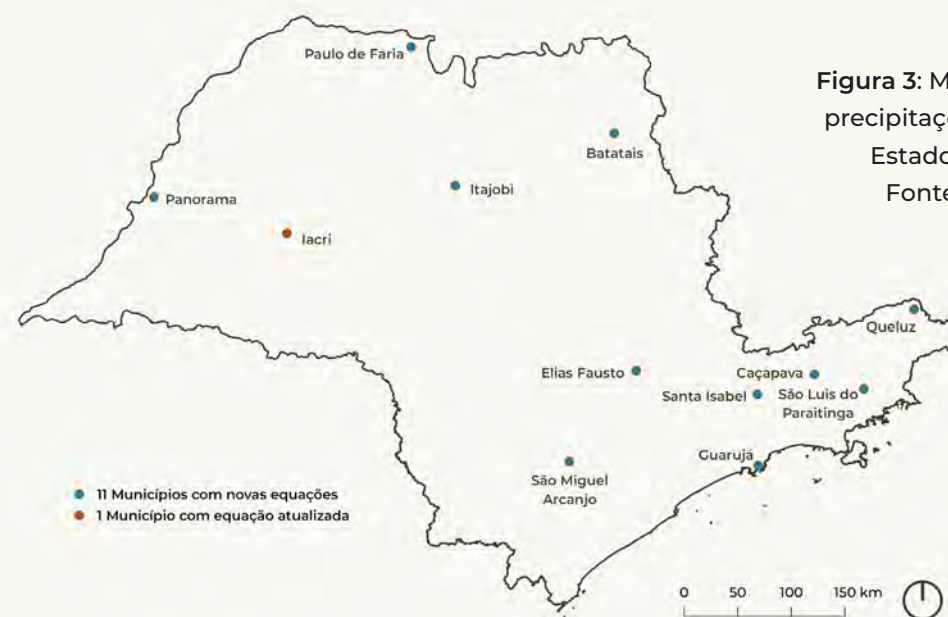 Paulo de Faria
Figura 3: M
precipitaç
Estado
Fonte
Batatais
Itajobi
Panorama
Iacri
Queluz
Elias Fausto
Caçapava
Santa Isabel
São Luis do
Paraitinga
Guarujá
São Miguel
Arcanjo
11 Municípios com novas equações
1 Município com equação atualizada
0 50 100 150 km